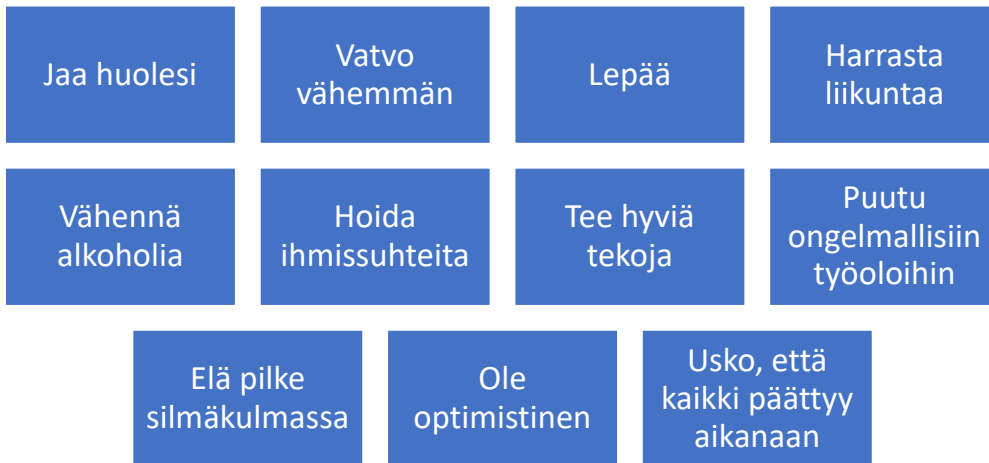 Jaa huolesi
Vatvo
vähemmän
Lepää
Harrasta
liikuntaa
Vähennä
alkoholia
Hoida
ihmissuhteita
Tee hyviä
tekoja
Puutu
ongelmallisiin
työoloihin
Elä pilke
silmäkulmassa
Ole
optimistinen
Usko, että
kaikki päättyy
aikanaan